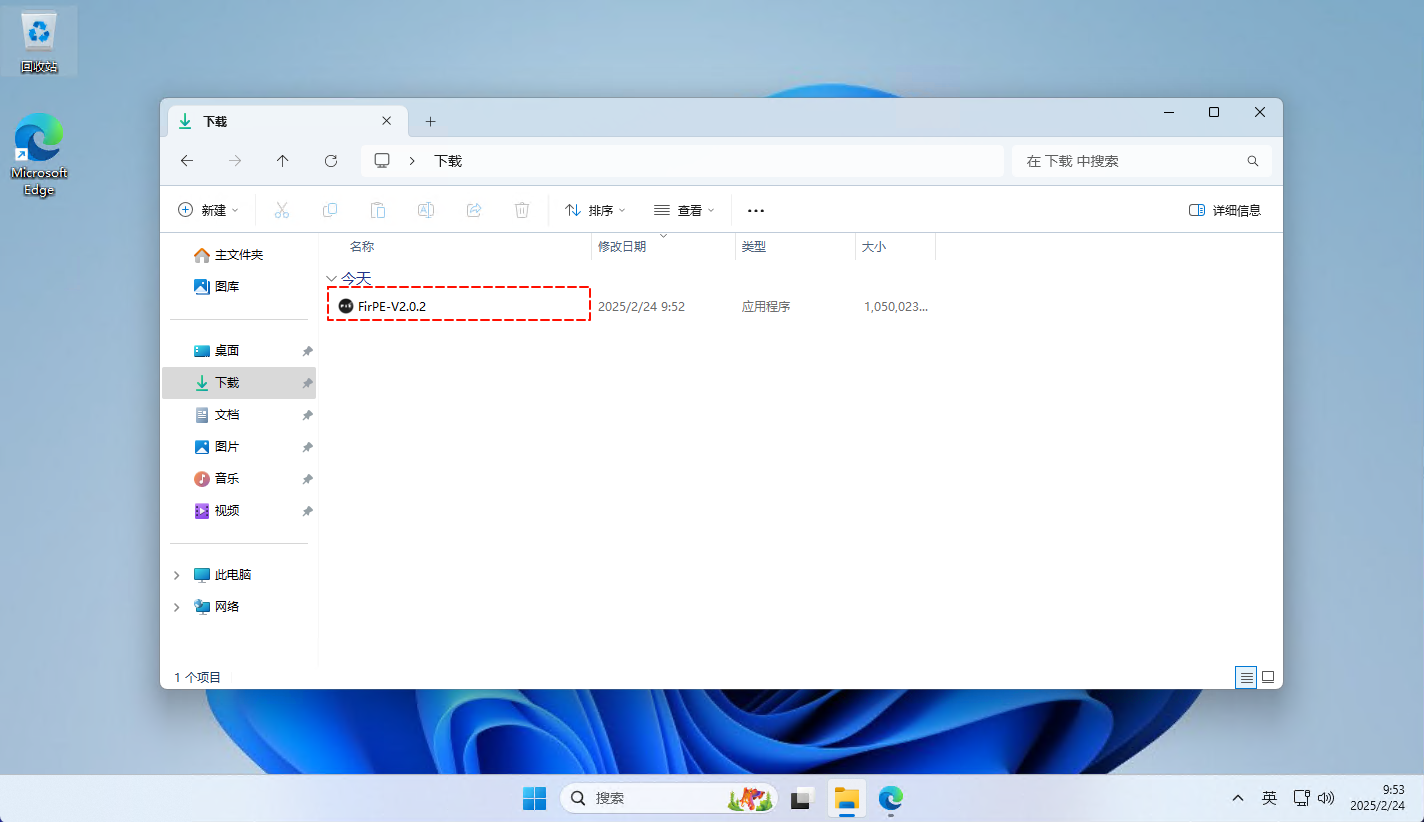 回收站
Microsoft
Edge
下载
下载
在 下载 中搜索
新建
排序
查看
详细信息
主文件夹
图库
桌面
下载
文档
图片
音乐
视频
此电脑
网络
名称
修改日期
类型
大小
今天
FirPE-V2.0.2
2025/2/24 9:52
应用程序
1,050,023...
1 个项目
搜索
英
9:53
2025/2/24